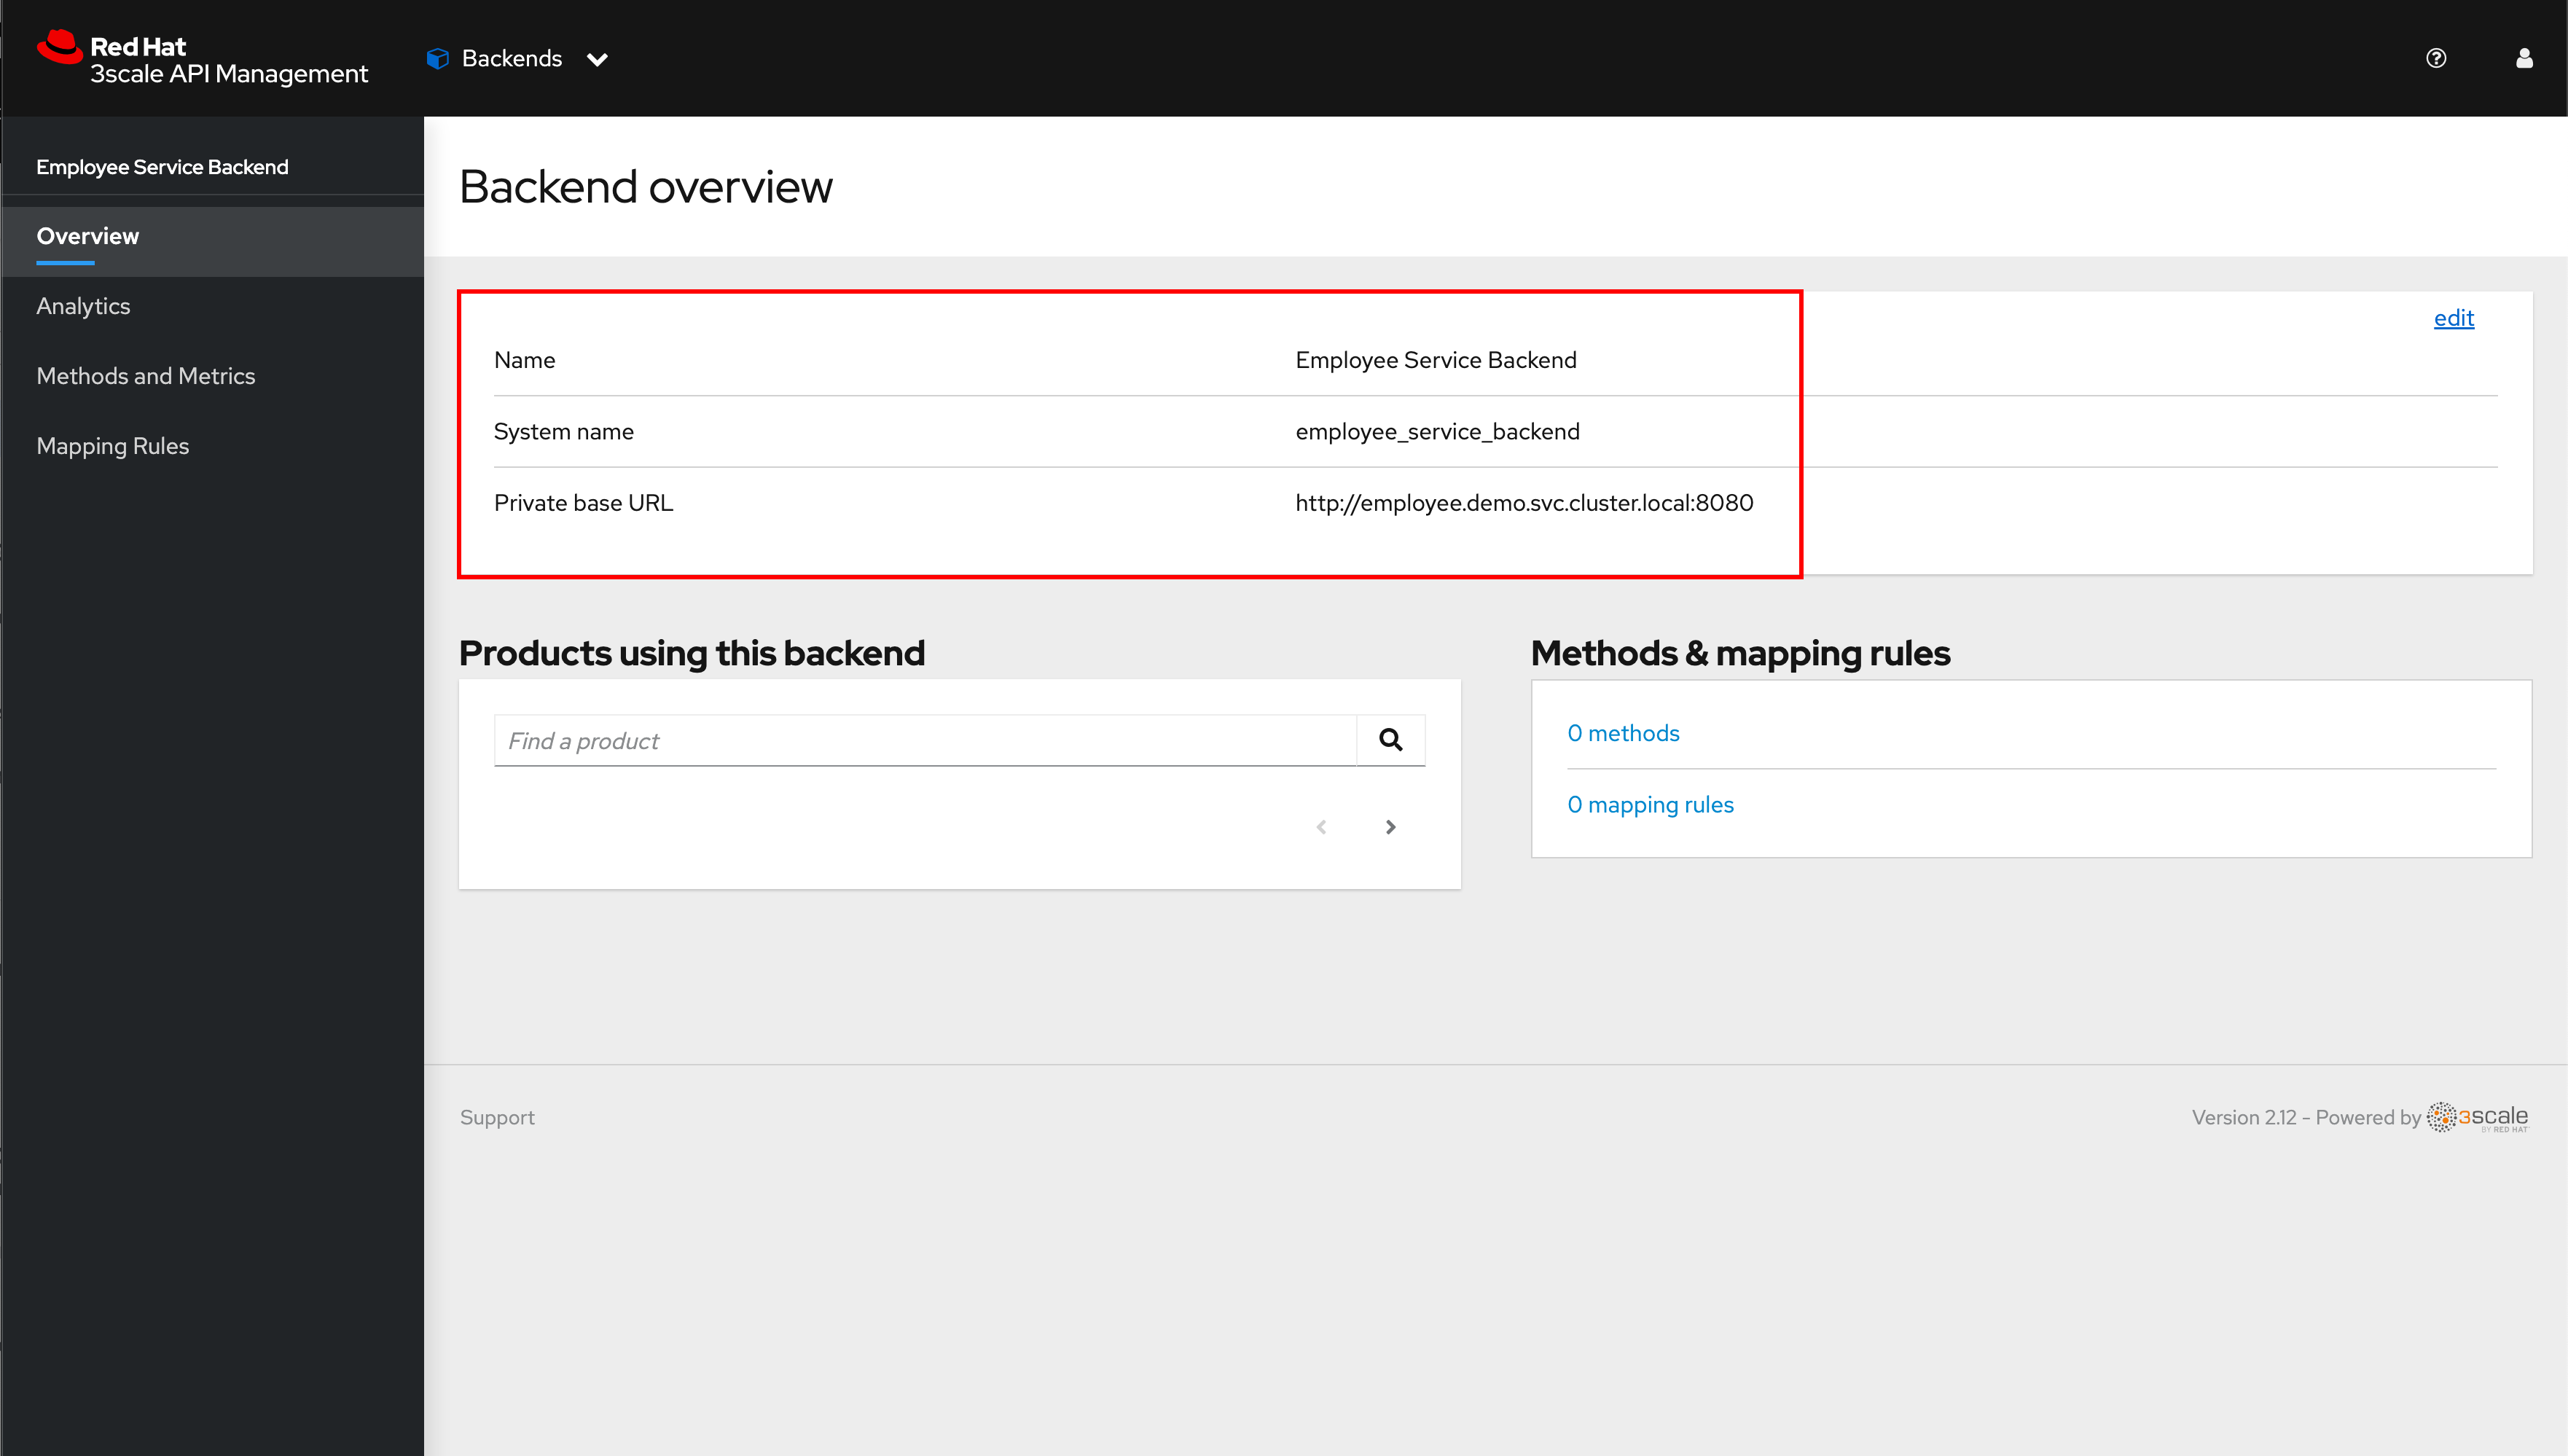 Red Hat
3scale API Management
Backends
Employee Service Backend
Overview
Analytics
Methods and Metrics
Mapping Rules
Backend overview
edit
Name Employee Service Backend
System name employee_service_backend
Private base URL http://employee.demo.svc.cluster.local:8080
Products using this backend
Find a product
Methods & mapping rules
0 methods
0 mapping rules
Support
Version 2.12 - Powered by 3scale
BY RED HAT